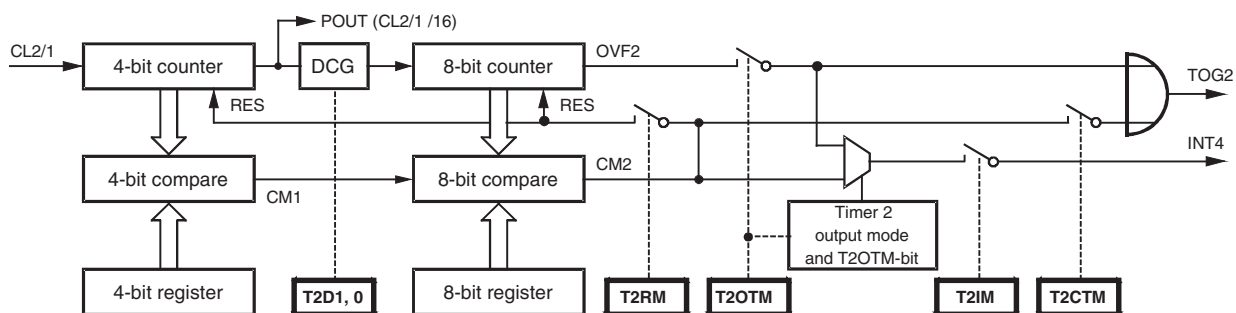 POUT (CL2/1 /16)
CL2/1
4-bit counter
DCG
8-bit counter
OVF2
TOG2
RES
RES
INT4
4-bit compare
CM1
8-bit compare
CM2
Timer 2
output mode
and T2OTM-bit
4-bit register
T2D1, 0
8-bit register
T2RM
T2OTM
T2IM
T2CTM